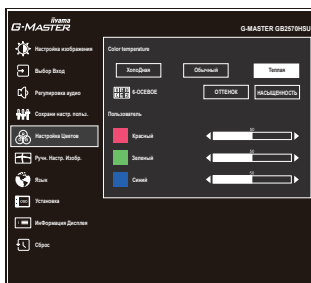 iiyama
G-MASTER
G-MASTER GB2570HSU
Настройка изображения
Color temperature
ХолоДная
Обычный
Теплая
Выбор Вход
Регулировка аудио
6-ОСЕВОЕ
ОТТЕНОК
НАСЫЩЕННОСТЬ
Сохрани настр. польз.
Пользователь
Настройка Цветов
Красный
50
Ручн. Настр. Изобр.
Зеленый
50
Язык
Синий
50
OSD
Установка
Информация Дисплея
Сброс